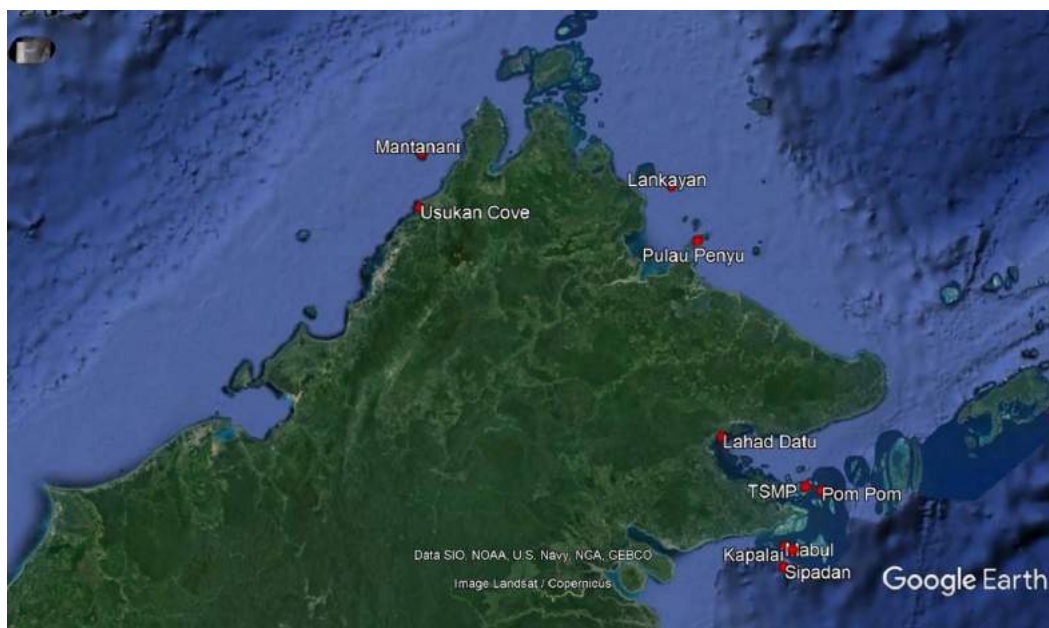 Mantanani
Lankayan
Usukan Cove
Pulau Penyu
Lahad Datu
TSMP
Pom Pom
Kapalai
Mabul
Sipadan
Data SIO, NOAA, U.S. Navy, NGA, GEBCO
Image Landsat / Copernicus
Google Earth